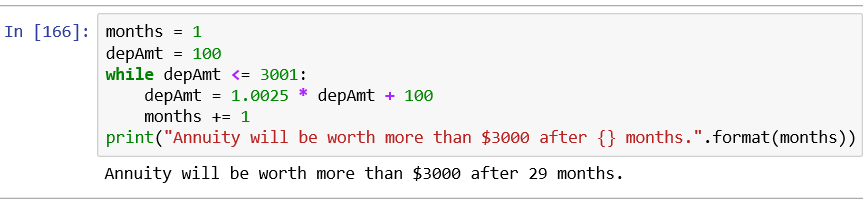 In [166]: months = 1
depAmt = 100
while depAmt <= 3001:
    depAmt = 1.0025 * depAmt + 100
    months += 1
print("Annuity will be worth more than $3000 after {} months.".format(months))
Annuity will be worth more than $3000 after 29 months.